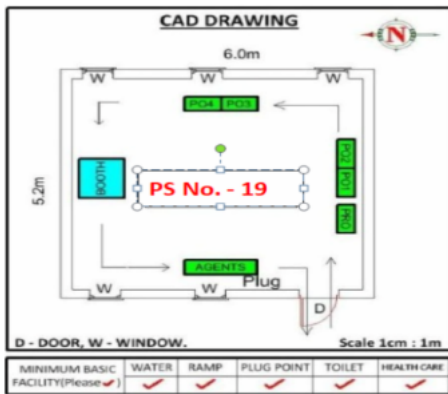 CAD DRAWING
N
6.0m
W W W
PO4 PO3
5.2m
BOOTH
PS No. - 19
PO2
PO1
PRO
AGENTS
Plug
W W
D
D - DOOR, W - WINDOW.
Scale 1cm : 1m
MINIMUM BASIC FACILITY(Please ✓)
WATER
RAMP
PLUG POINT
TOILET
HEALTH CARE
✓ ✓ ✓ ✓ ✓